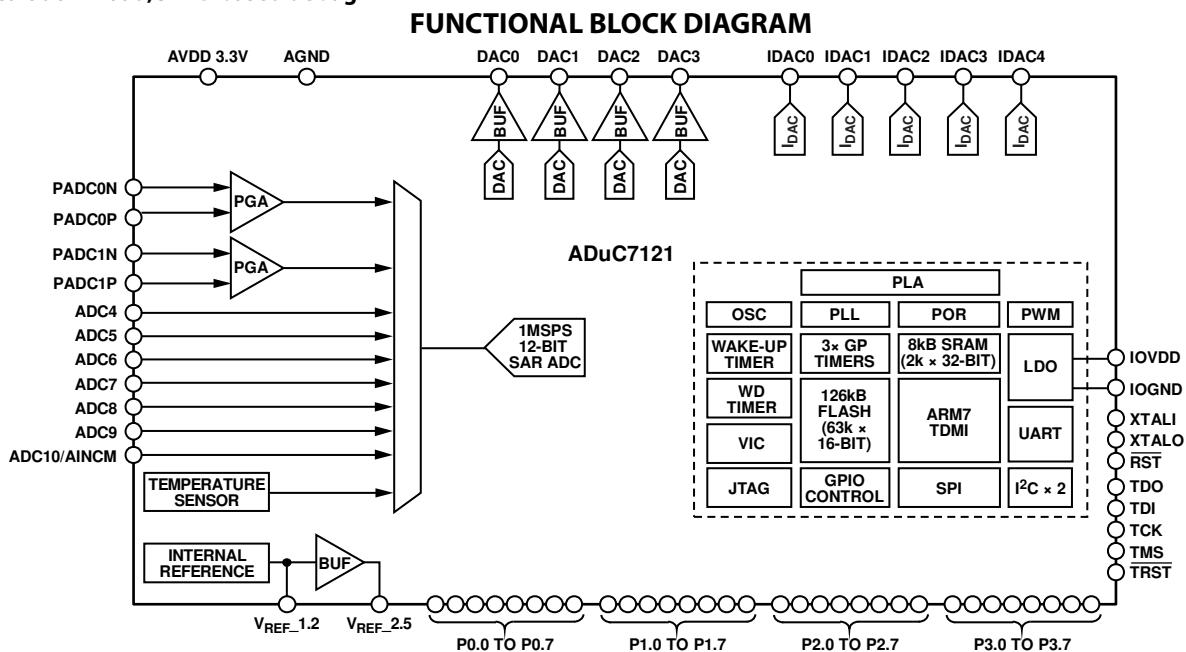 FUNCTIONAL BLOCK DIAGRAM
AVDD 3.3V AGND DAC0 DAC1 DAC2 DAC3 IDAC0 IDAC1 IDAC2 IDAC3 IDAC4
BUF BUF BUF BUF
DAC DAC DAC DAC
IDAC IDAC IDAC IDAC IDAC
PADC0N
PADC0P
PGA
PADC1N
PADC1P
PGA
ADC4
ADC5
ADC6
ADC7
ADC8
ADC9
ADC10/AINCM
TEMPERATURE
SENSOR
INTERNAL
REFERENCE
BUF
1MSPS
12-BIT
SAR ADC
ADuC7121
PLA
OSC PLL POR PWM
WAKE-UP
TIMER
3× GP
TIMERS
8kB SRAM
(2k × 32-BIT)
LDO
WD
TIMER
126kB
FLASH
(63k ×
16-BIT)
ARM7
TDMI
UART
VIC
JTAG
GPIO
CONTROL
SPI
I²C × 2
IOVDD
IOGND
XTALI
XTALO
RST
TDO
TDI
TCK
TMS
TRST
VREF_1.2 VREF_2.5
P0.0 TO P0.7 P1.0 TO P1.7 P2.0 TO P2.7 P3.0 TO P3.7